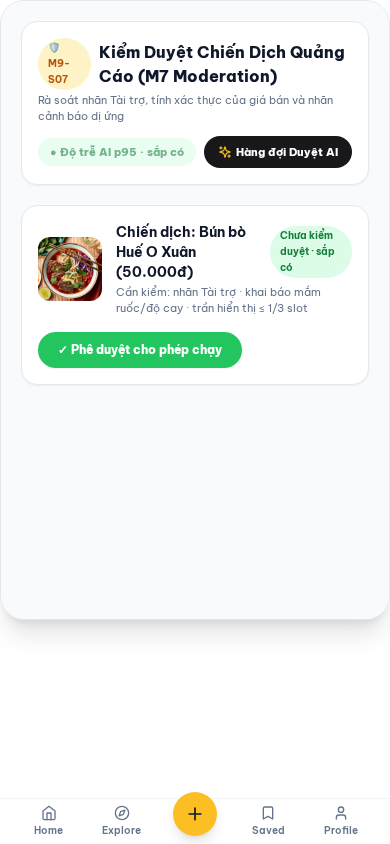 🛡️
M9-
S07
Kiểm Duyệt Chiến Dịch Quảng
Cáo (M7 Moderation)
Rà soát nhãn Tài trợ, tính xác thực của giá bán và nhãn
cảnh báo dị ứng
● Độ trễ AI p95 · sắp có
Hàng đợi Duyệt AI
Chiến dịch: Bún bò
Huế O Xuân
(50.000đ)
Chưa kiểm
duyệt · sắp
có
Cần kiểm: nhãn Tài trợ · khai báo mắm
ruốc/độ cay · trần hiển thị ≤ 1/3 slot
✓ Phê duyệt cho phép chạy
Home
Explore
Saved
Profile